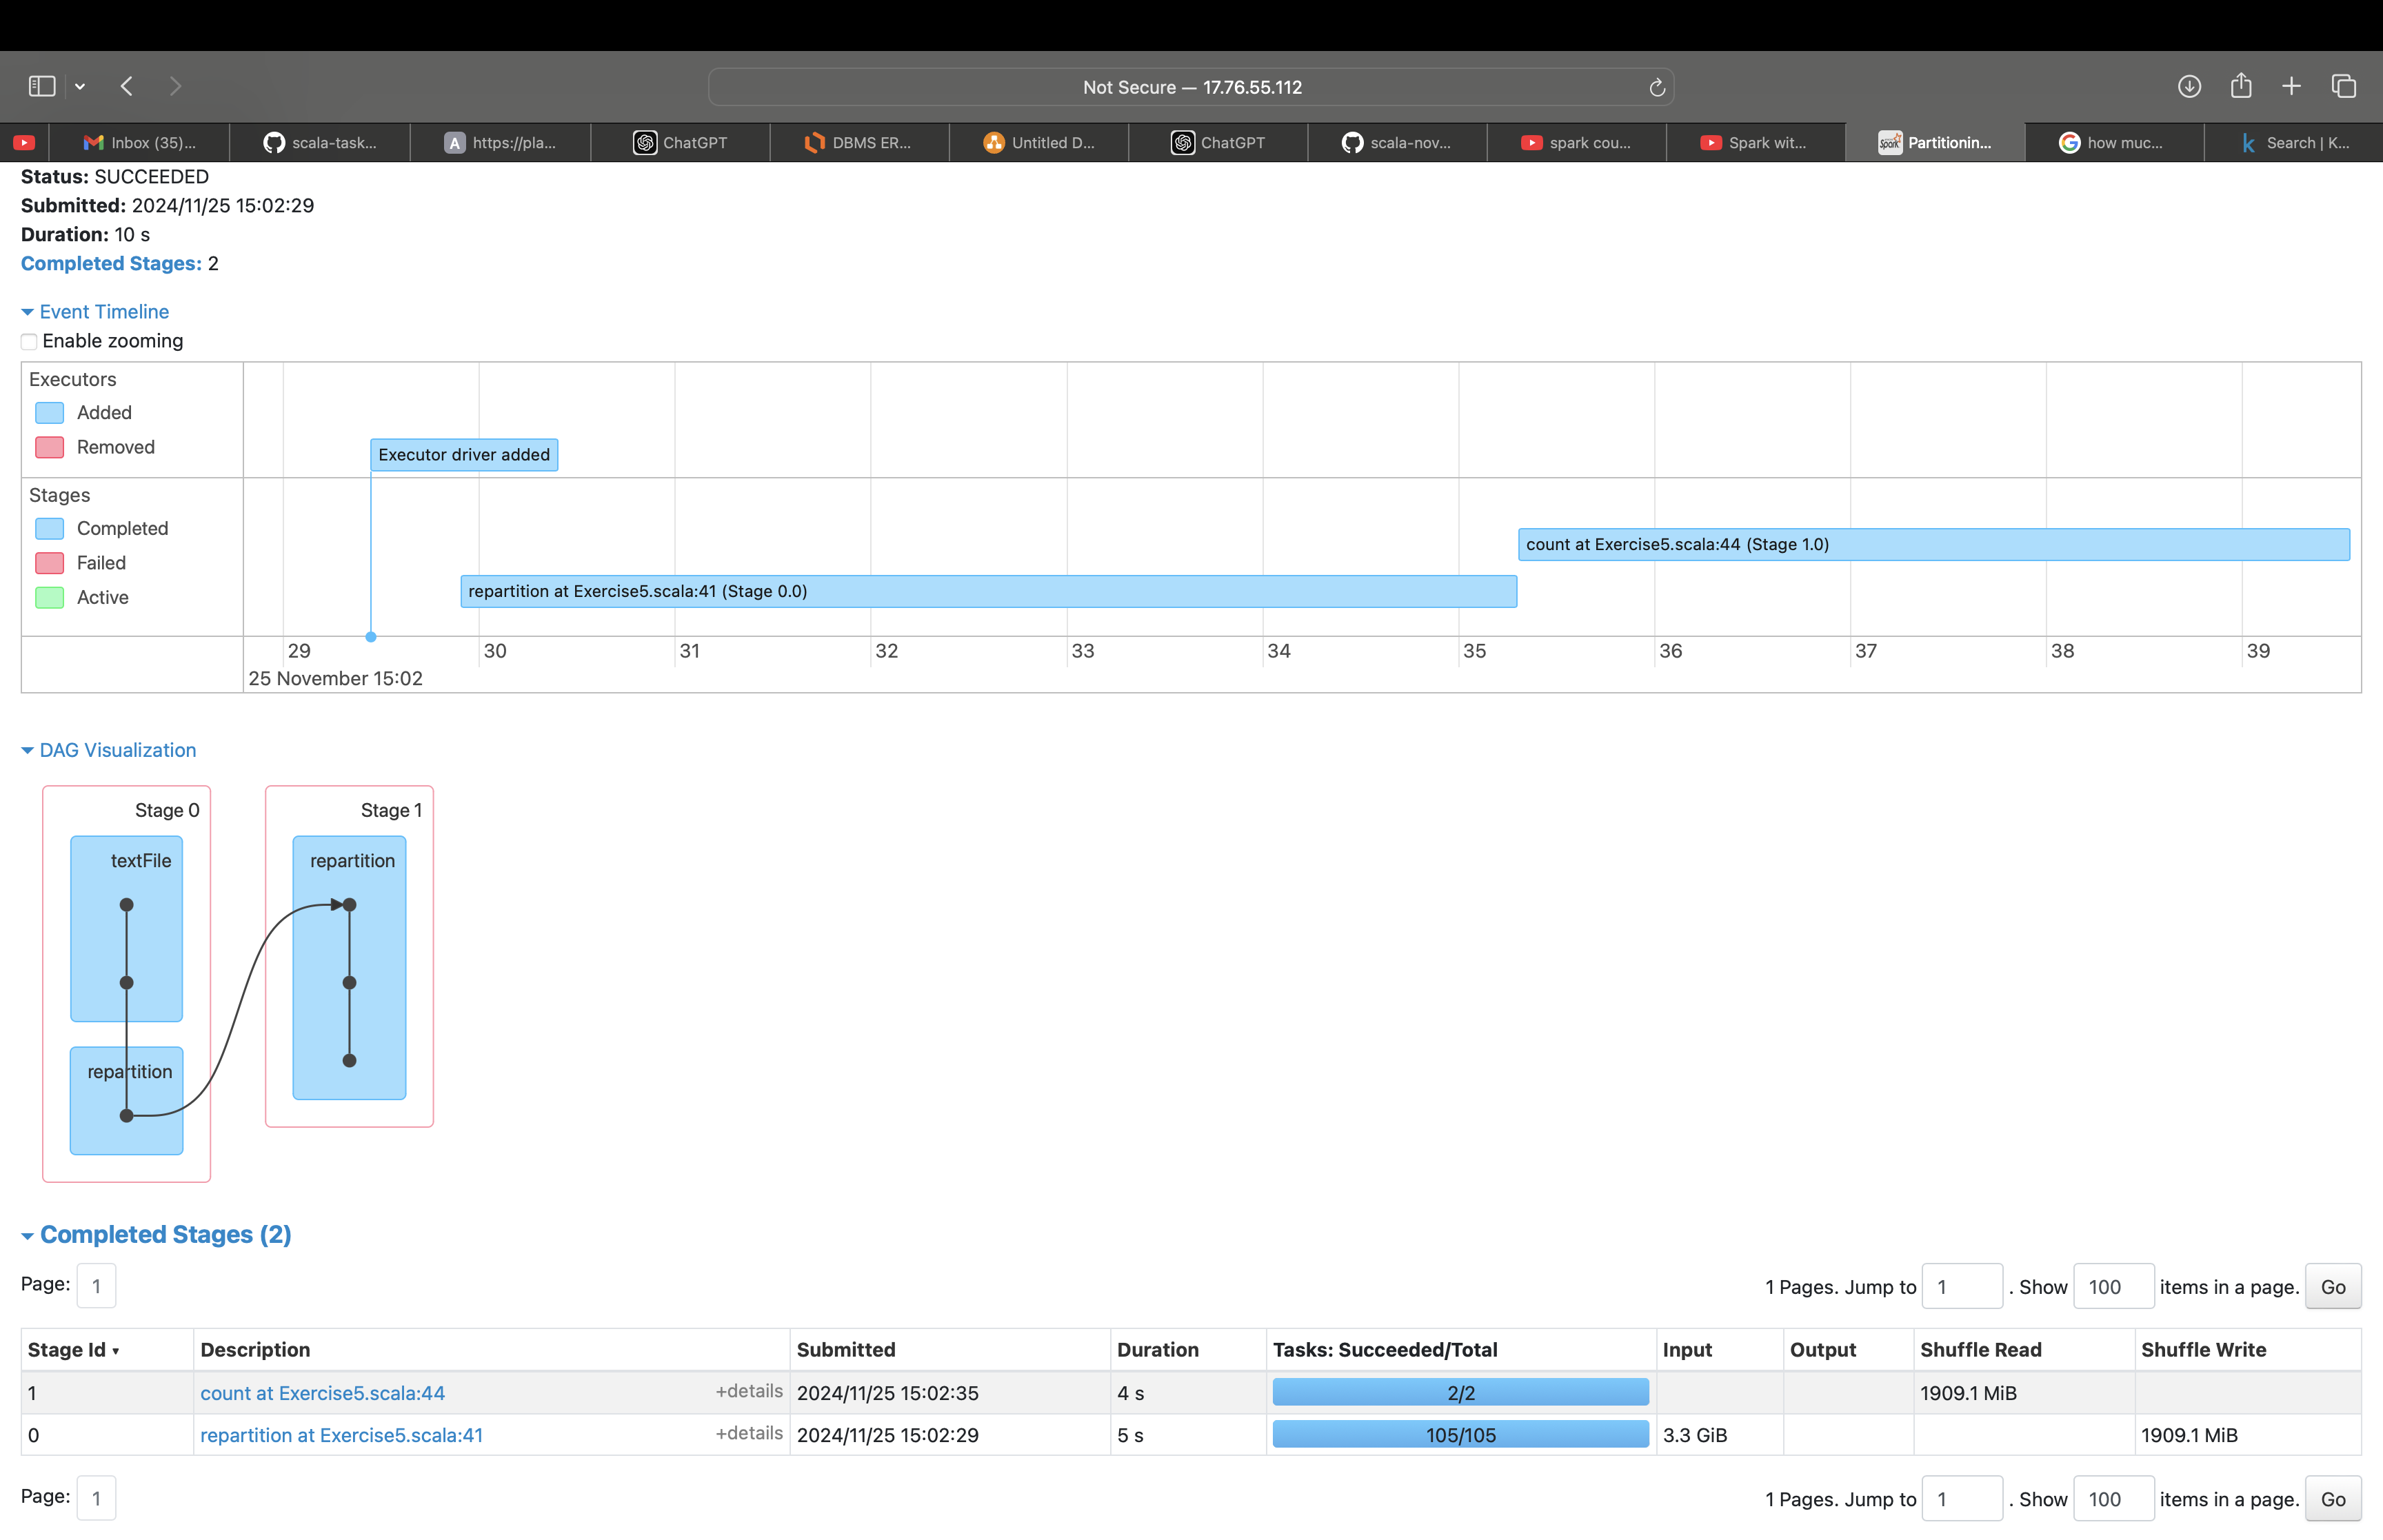 Not Secure — 17.76.55.112
Inbox (35)...
scala-task...
A https://pla...
ChatGPT
DBMS ER...
Untitled D...
ChatGPT
scala-nov...
spark cou...
Spark wit...
Spark Partitionin...
how muc...
k Search | K...
Status: SUCCEEDED
Submitted: 2024/11/25 15:02:29
Duration: 10 s
Completed Stages: 2
Event Timeline
Enable zooming
Executors
Added
Removed
Executor driver added
Stages
Completed
Failed
Active
count at Exercise5.scala:44 (Stage 1.0)
repartition at Exercise5.scala:41 (Stage 0.0)
29 30 31 32 33 34 35 36 37 38 39
25 November 15:02
DAG Visualization
Stage 0
textFile
repartition
Stage 1
repartition
Completed Stages (2)
Page: 1
1 Pages. Jump to 1 . Show 100 items in a page. Go
Stage Id ▾ Description Submitted Duration Tasks: Succeeded/Total Input Output Shuffle Read Shuffle Write
1 count at Exercise5.scala:44 +details 2024/11/25 15:02:35 4 s 2/2 1909.1 MiB
0 repartition at Exercise5.scala:41 +details 2024/11/25 15:02:29 5 s 105/105 3.3 GiB 1909.1 MiB
Page: 1
1 Pages. Jump to 1 . Show 100 items in a page. Go